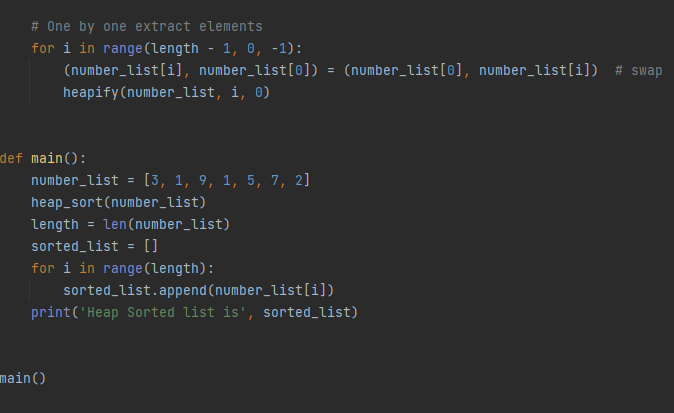 # One by one extract elements
for i in range(length - 1, 0, -1):
(number_list[i], number_list[0]) = (number_list[0], number_list[i])  # swap
heapify(number_list, i, 0)
def main():
number_list = [3, 1, 9, 1, 5, 7, 2]
heap_sort(number_list)
length = len(number_list)
sorted_list = []
for i in range(length):
sorted_list.append(number_list[i])
print('Heap Sorted list is', sorted_list)
main()